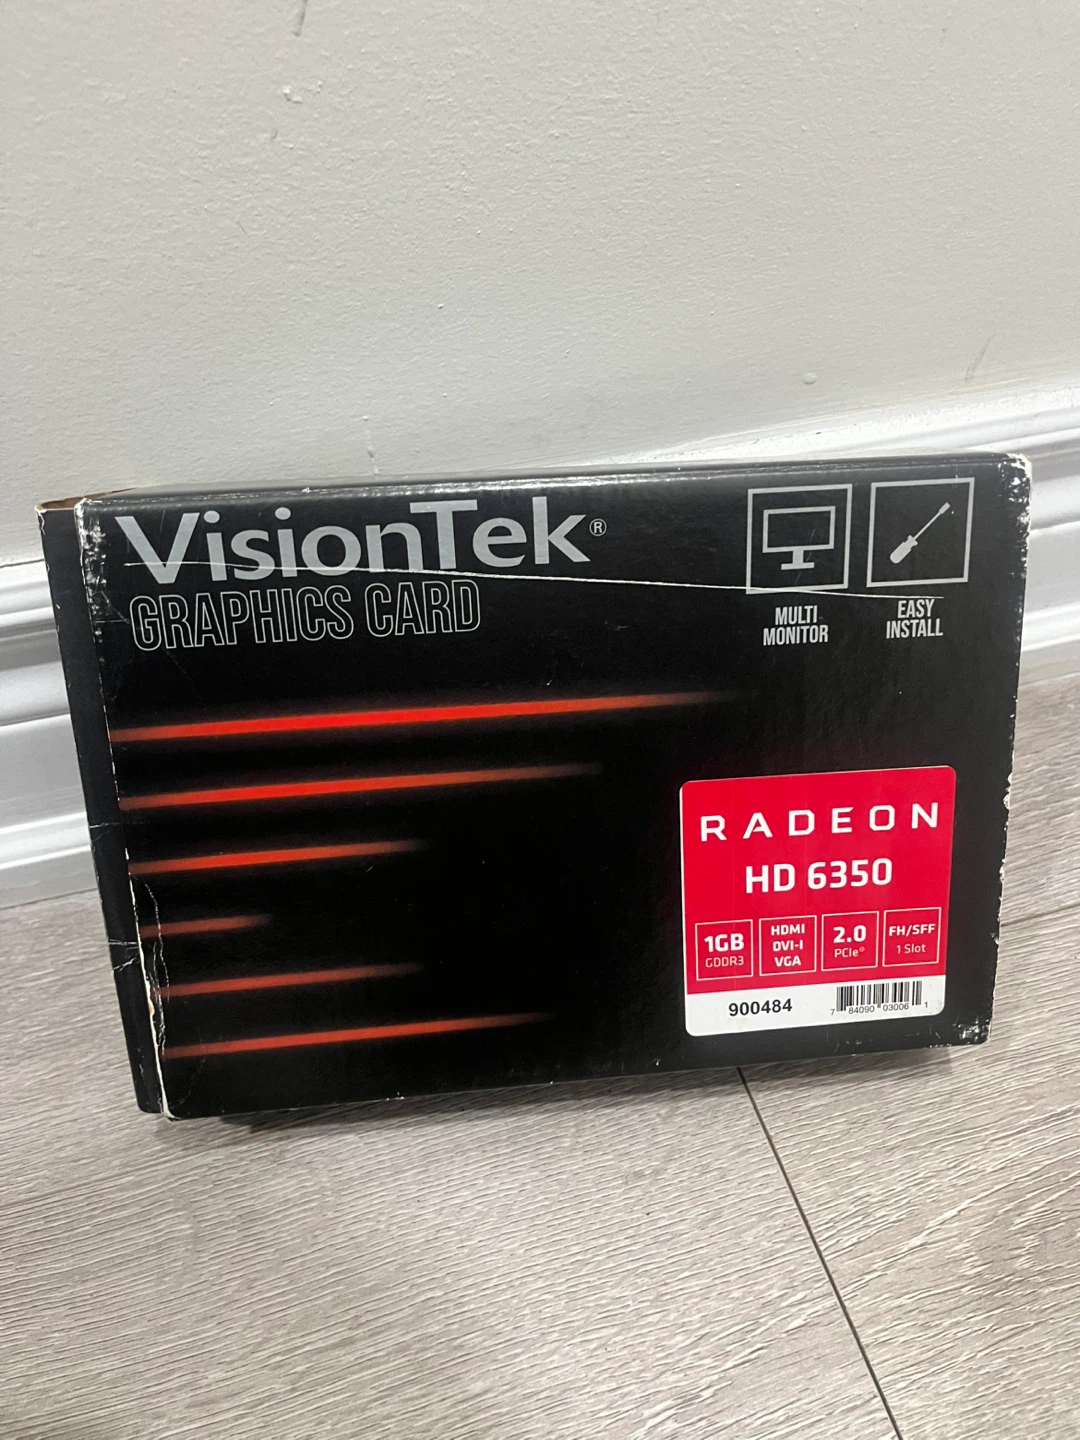 VisionTek®
GRAPHICS CARD
MULTI
MONITOR
EASY
INSTALL
RADEON
HD 6350
1GB
GDDR3
HDMI
DVI-I
VGA
2.0
PCIe®
FH/SFF
1 Slot
900484
7 84090 03006 1